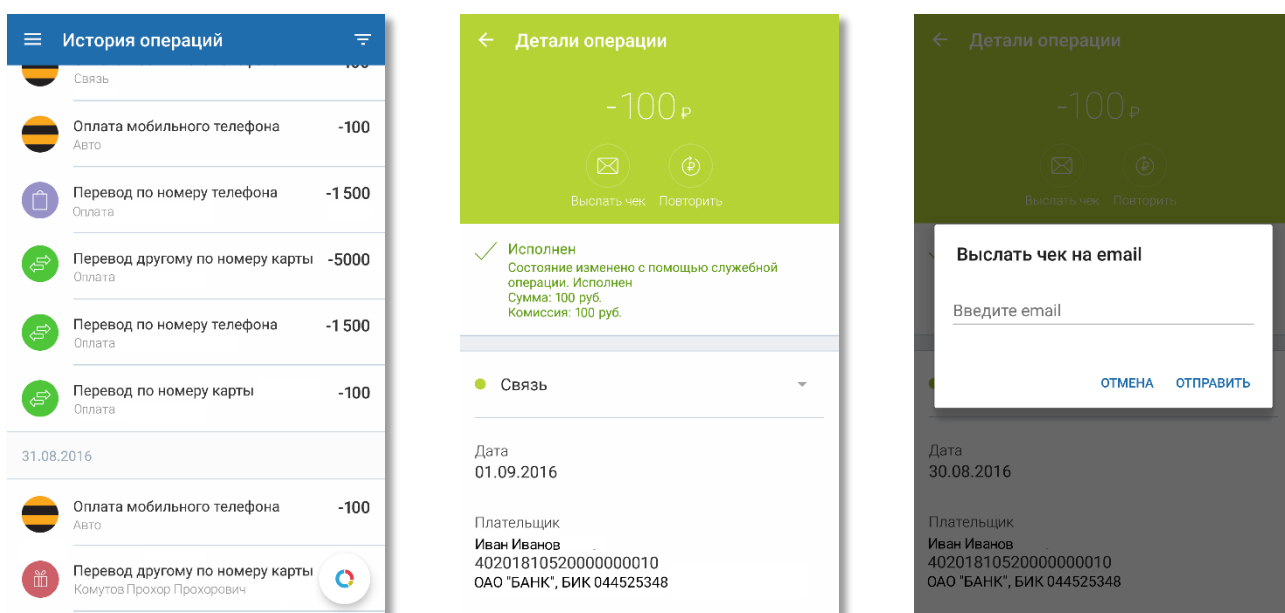 История операций
Связь
Оплата мобильного телефона -100
Авто
Перевод по номеру телефона -1 500
Оплата
Перевод другому по номеру карты -5000
Оплата
Перевод по номеру телефона -1 500
Оплата
Перевод по номеру карты -100
Оплата
31.08.2016
Оплата мобильного телефона -100
Авто
Перевод другому по номеру карты
Комутов Прохор Прохорович
Детали операции
-100 ₽
Выслать чек Повторить
Исполнен
Состояние изменено с помощью служебной
операции. Исполнен
Сумма: 100 руб.
Комиссия: 100 руб.
Связь
Дата
01.09.2016
Плательщик
Иван Иванов
40201810520000000010
ОАО "БАНК", БИК 044525348
Детали операции
-100 ₽
Выслать чек Повторить
Выслать чек на email
Введите email
ОТМЕНА ОТПРАВИТЬ
Дата
30.08.2016
Плательщик
Иван Иванов
40201810520000000010
ОАО "БАНК", БИК 044525348